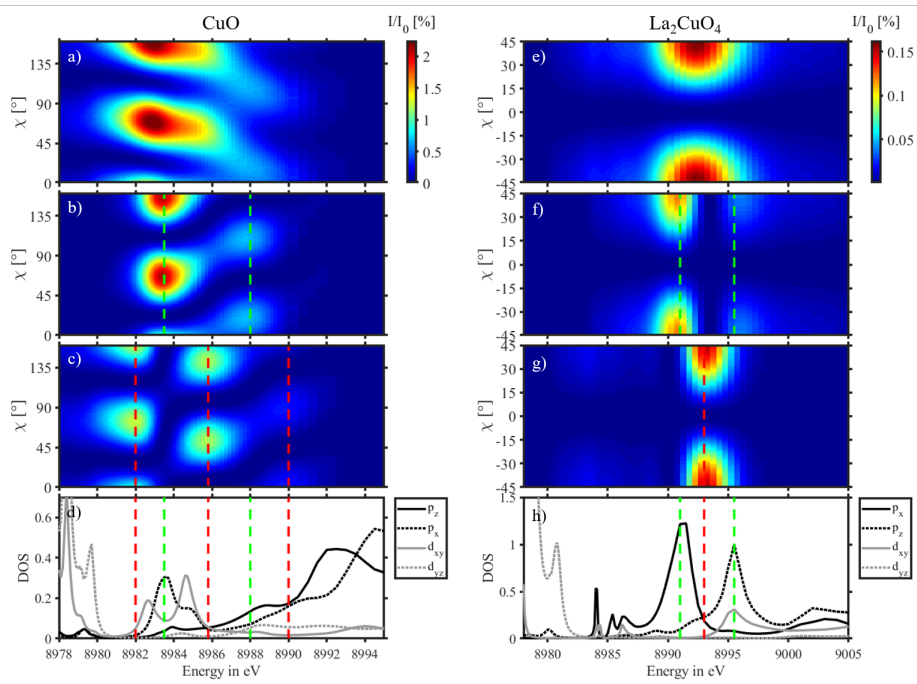 CuO
I/I0 [%]
La2CuO4
I/I0 [%]
a)
135
90
45
0
χ [°]
2
1.5
1
0.5
0
e)
45
30
15
0
-15
-30
-45
χ [°]
0.15
0.1
0.05
b)
135
90
45
0
χ [°]
f)
45
30
15
0
-15
-30
-45
χ [°]
c)
135
90
45
0
χ [°]
g)
45
30
15
0
-15
-30
-45
χ [°]
d)
0.6
0.4
0.2
0
DOS
pz
px
dxy
dyz
8978
8980
8982
8984
8986
8988
8990
8992
8994
Energy in eV
h)
1.5
1
0.5
0
DOS
px
pz
dxy
dyz
8980
8985
8990
8995
9000
9005
Energy in eV